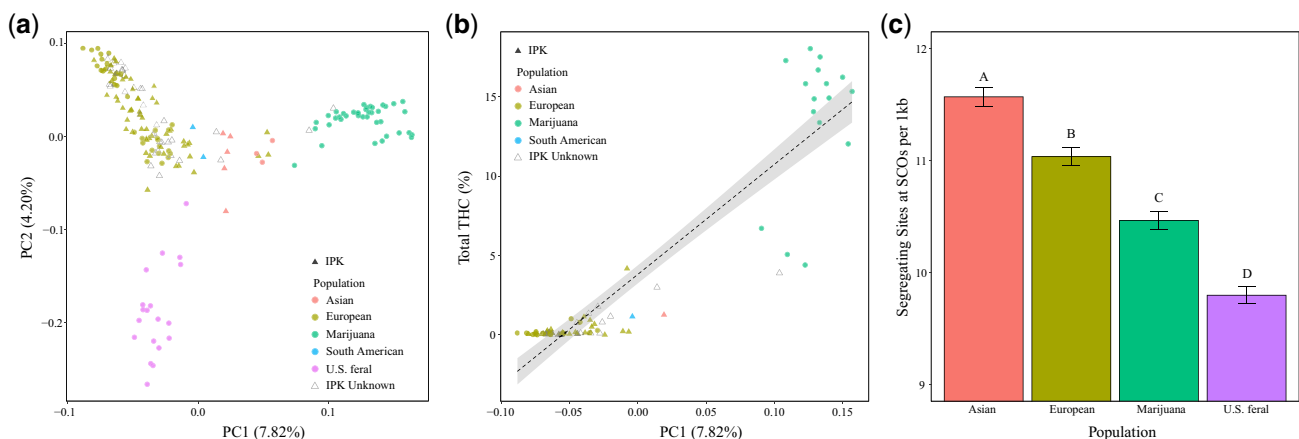 (a)
PC2 (4.20%)
0.1
0.0
−0.1
−0.2
IPK
Population
Asian
European
Marijuana
South American
U.S. feral
IPK Unknown
−0.1
0.0
0.1
PC1 (7.82%)
(b)
Total THC (%)
15
10
5
0
IPK
Population
Asian
European
Marijuana
South American
IPK Unknown
−0.10
−0.05
0.00
0.05
0.10
0.15
PC1 (7.82%)
(c)
Segregating Sites at SCOs per 1kb
12
11
10
9
A
B
C
D
Asian
European
Marijuana
U.S. feral
Population